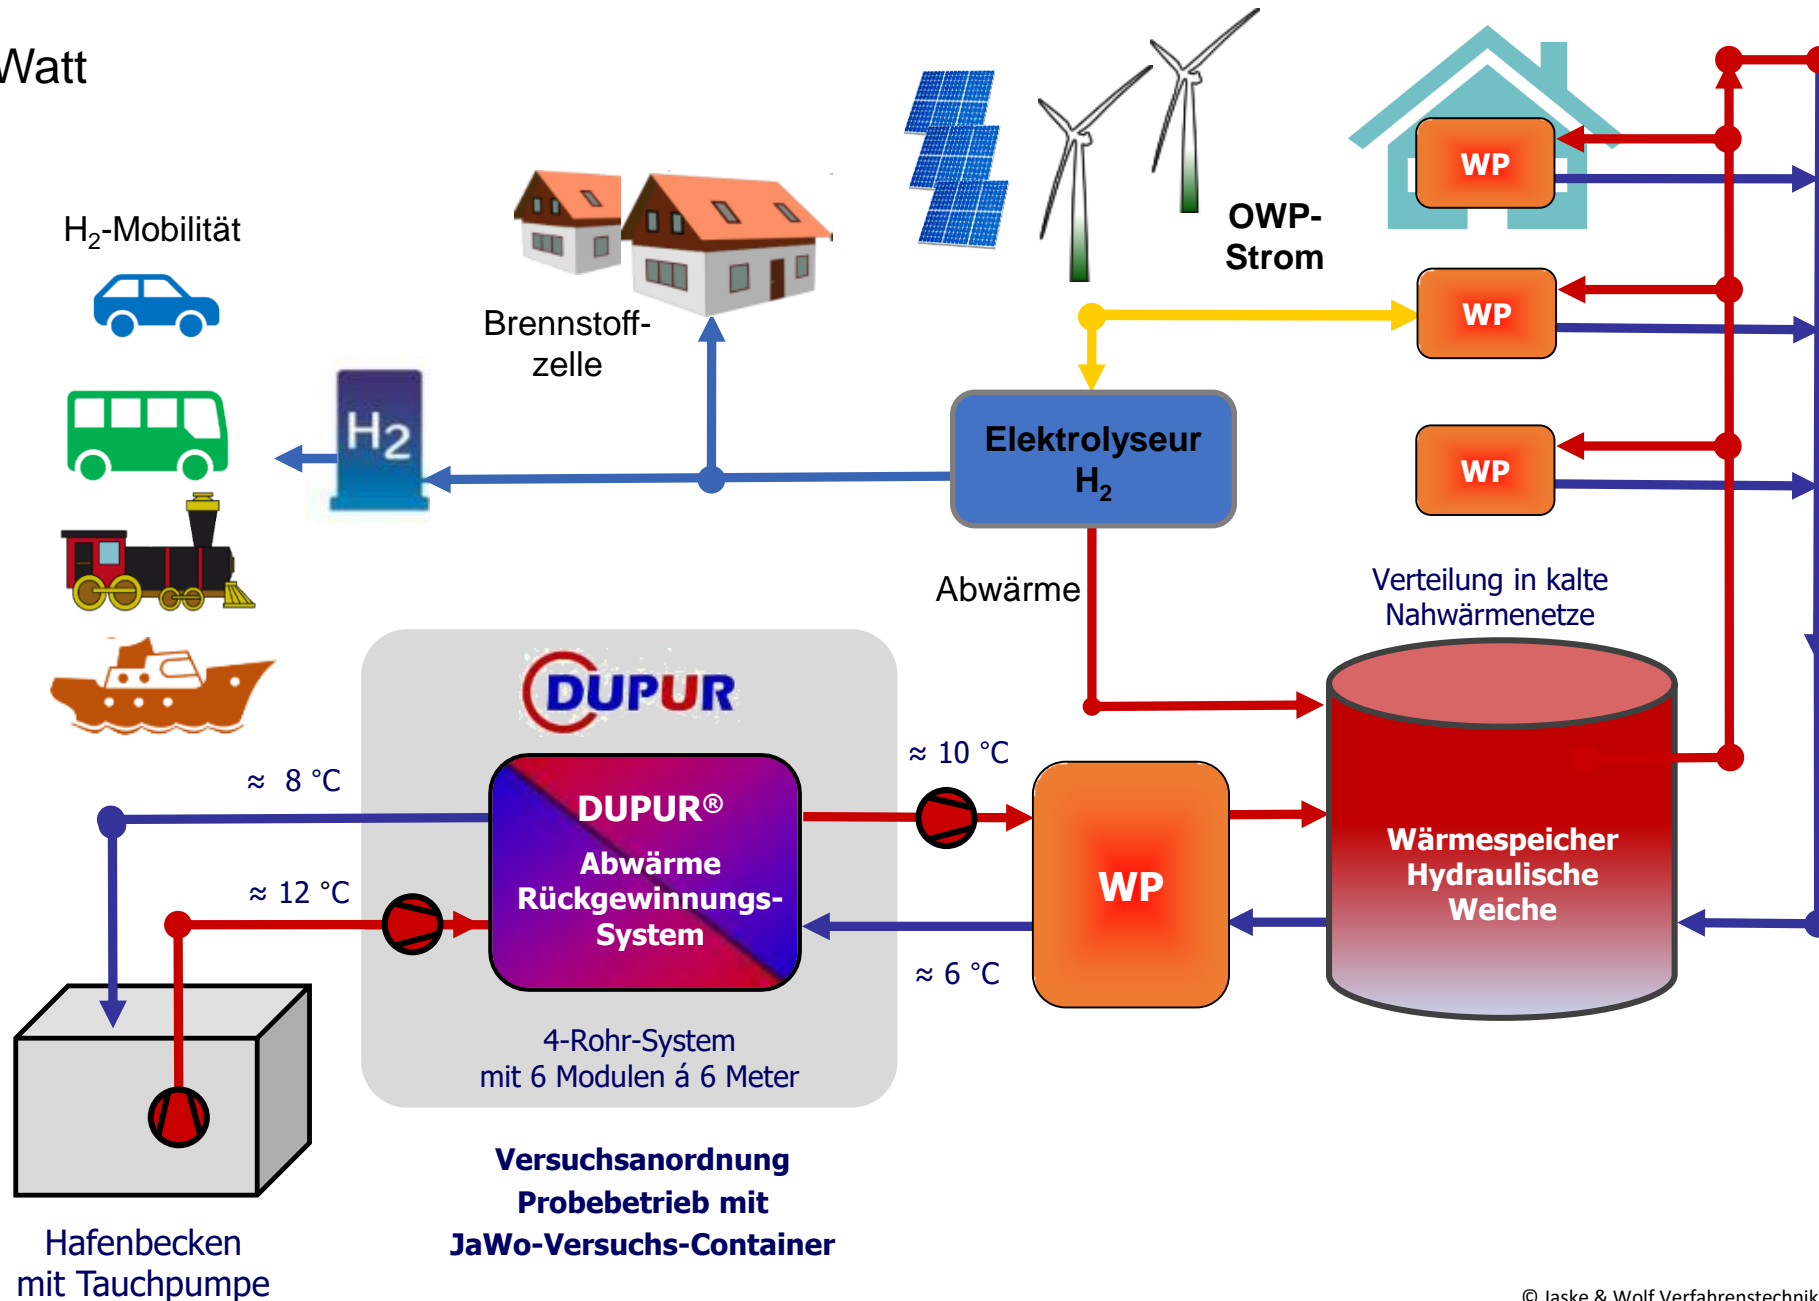 Watt
H₂-Mobilität
OWP-
Strom
WP
WP
WP
Brennstoff-
zelle
H2
Elektrolyseur
H₂
Abwärme
Verteilung in kalte
Nahwärmenetze
DUPUR
≈ 8 °C
≈ 12 °C
≈ 10 °C
≈ 6 °C
DUPUR®
Abwärme
Rückgewinnungs-
System
WP
Wärmespeicher
Hydraulische
Weiche
4-Rohr-System
mit 6 Modulen á 6 Meter
Versuchsanordnung
Probebetrieb mit
JaWo-Versuchs-Container
Hafenbecken
mit Tauchpumpe
© Jaske & Wolf Verfahrenstechnik